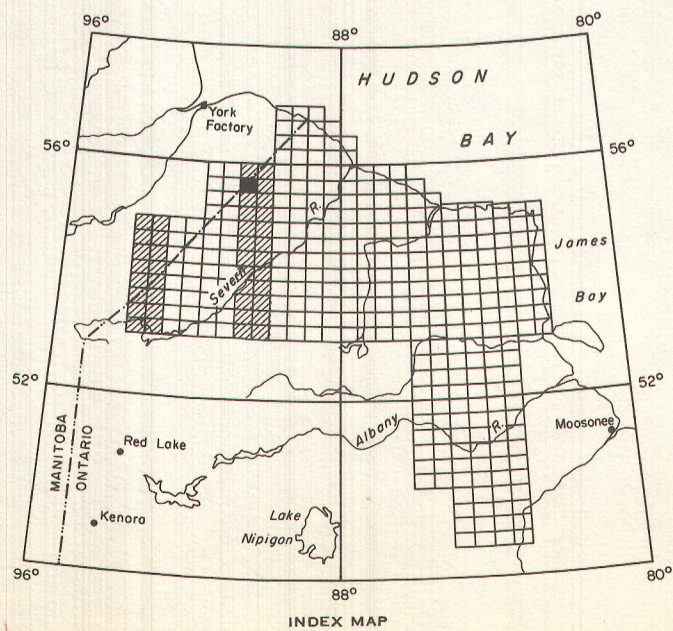 96°
88°
80°
HUDSON
BAY
York
Factory
56°
56°
R.
Severn
James
Bay
52°
52°
MANITOBA
ONTARIO
Red Lake
Albany
R.
Moosonee
Kenora
Lake
Nipigon
96°
88°
80°
INDEX MAP